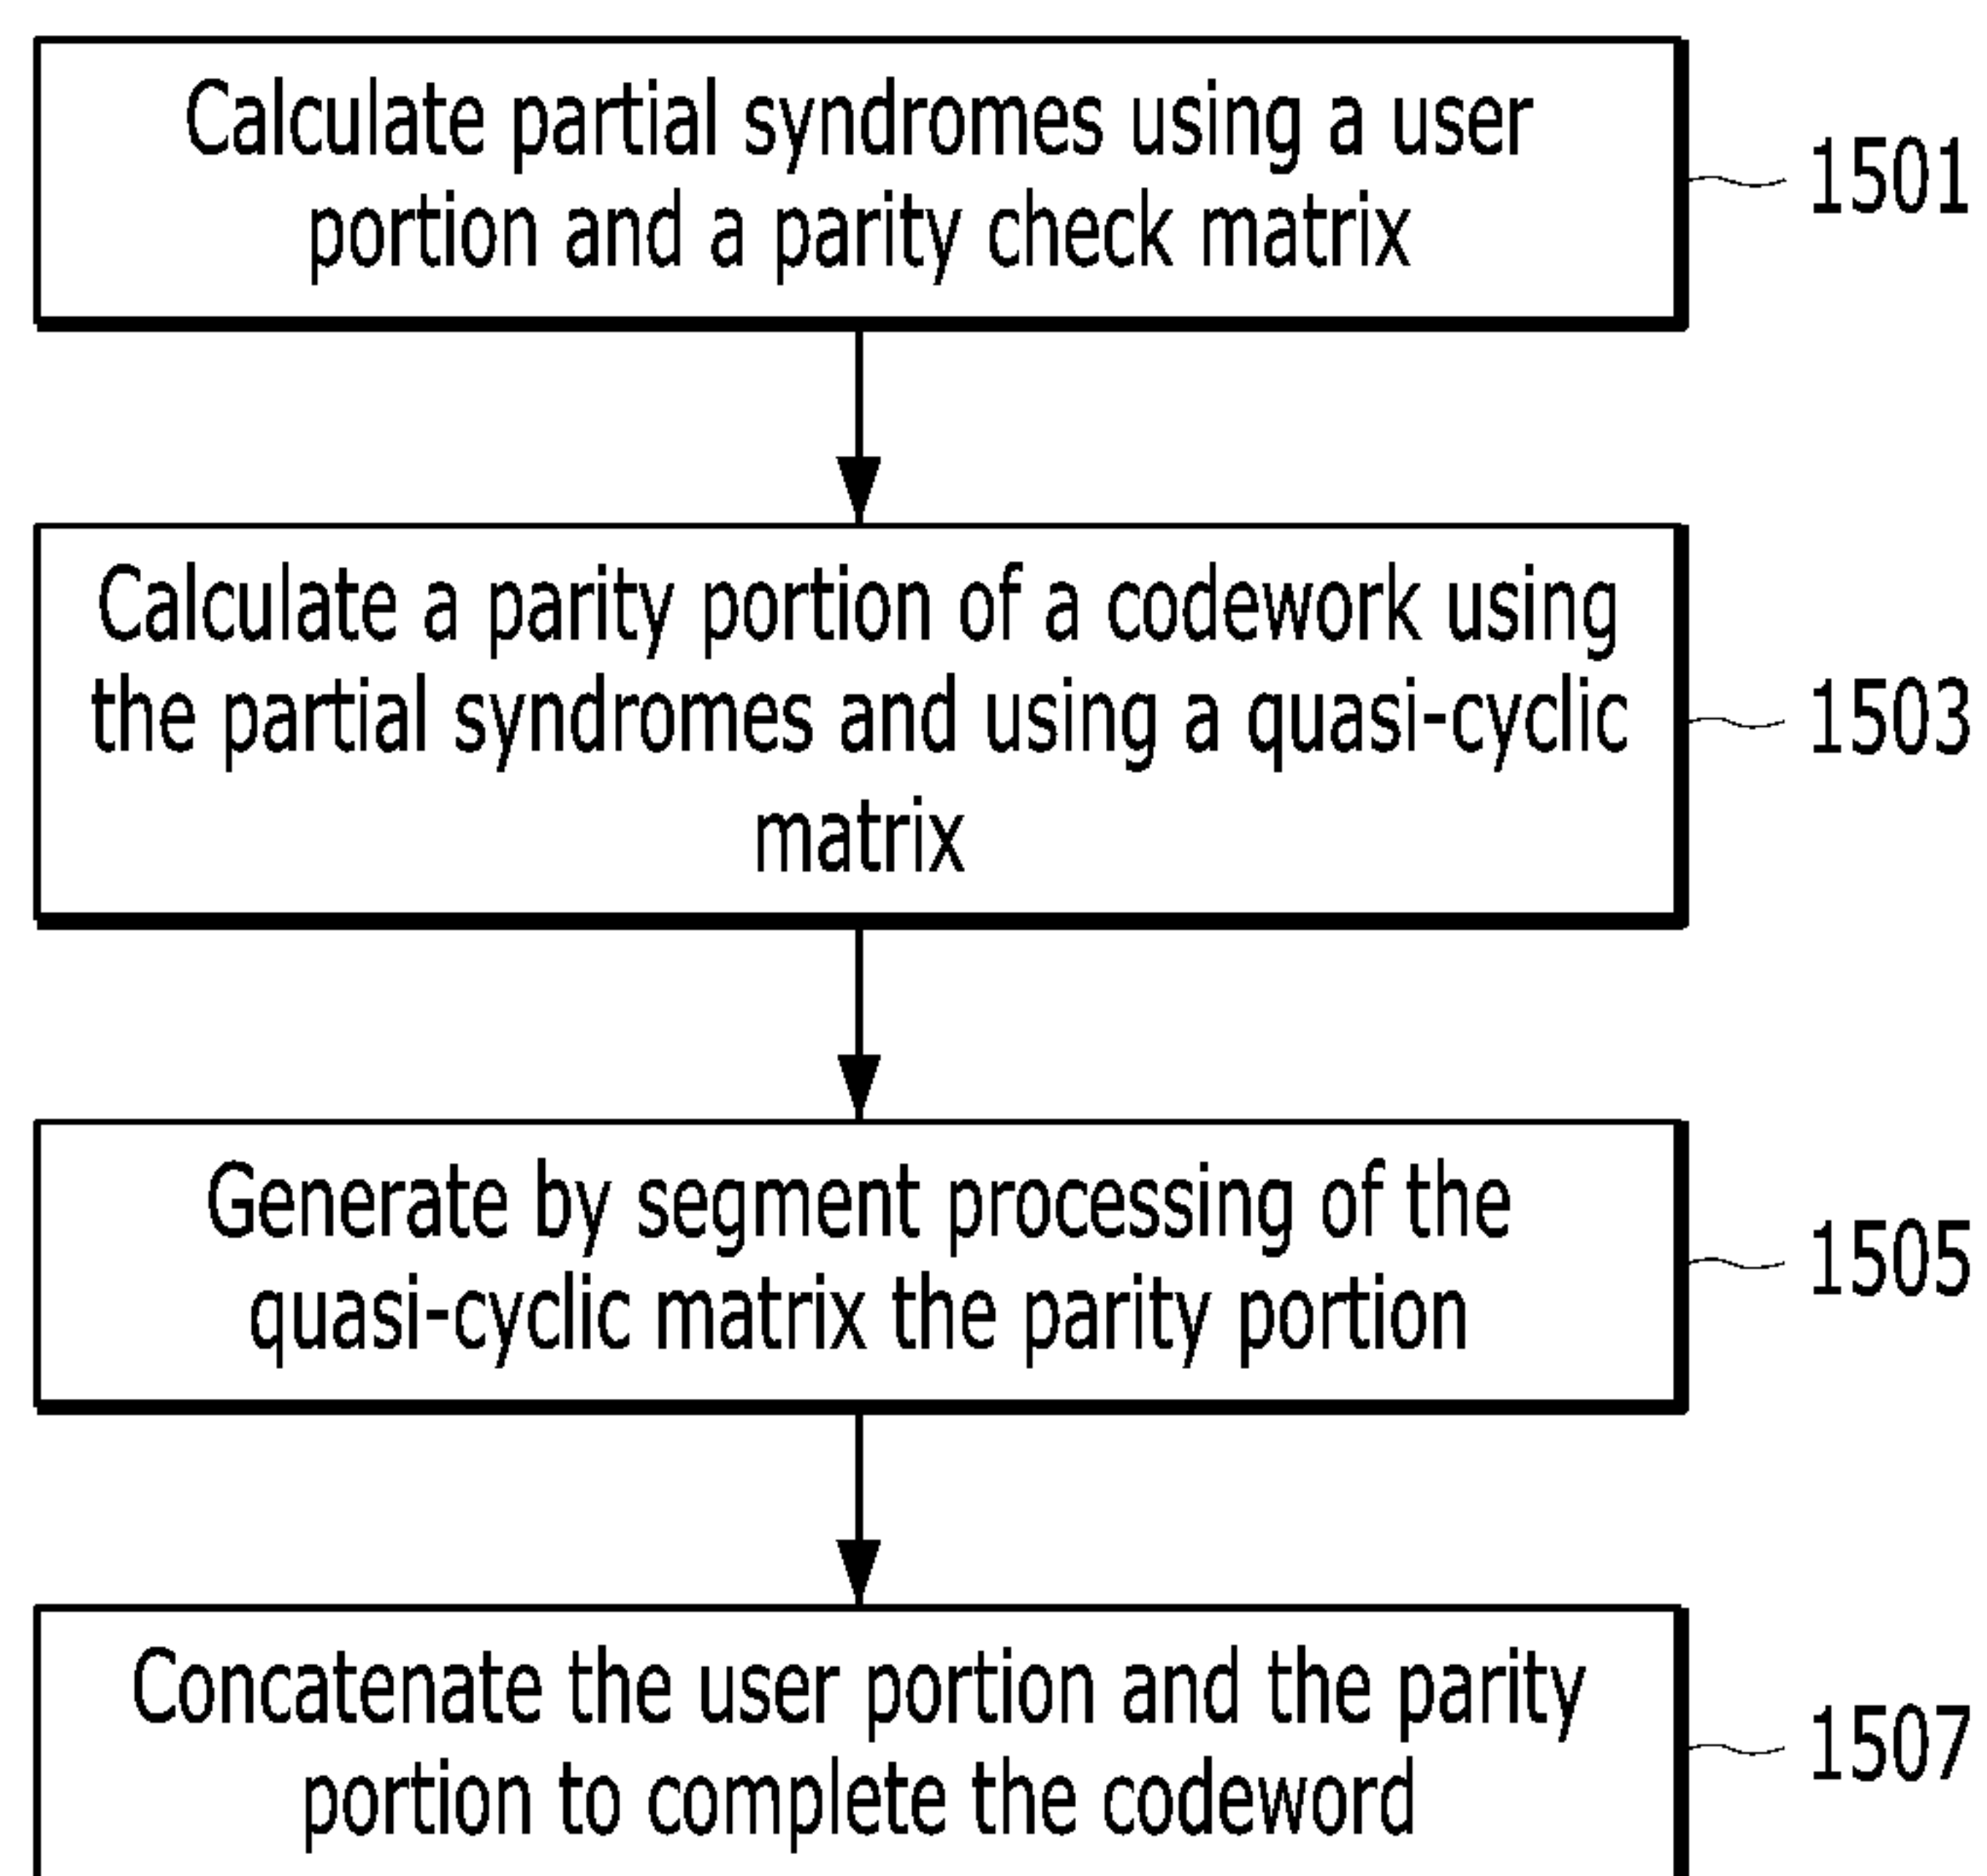 Calculate partial syndromes using a user
portion and a parity check matrix
1501
Calculate a parity portion of a codework using
the partial syndromes and using a quasi-cyclic
matrix
1503
Generate by segment processing of the
quasi-cyclic matrix the parity portion
1505
Concatenate the user portion and the parity
portion to complete the codeword
1507